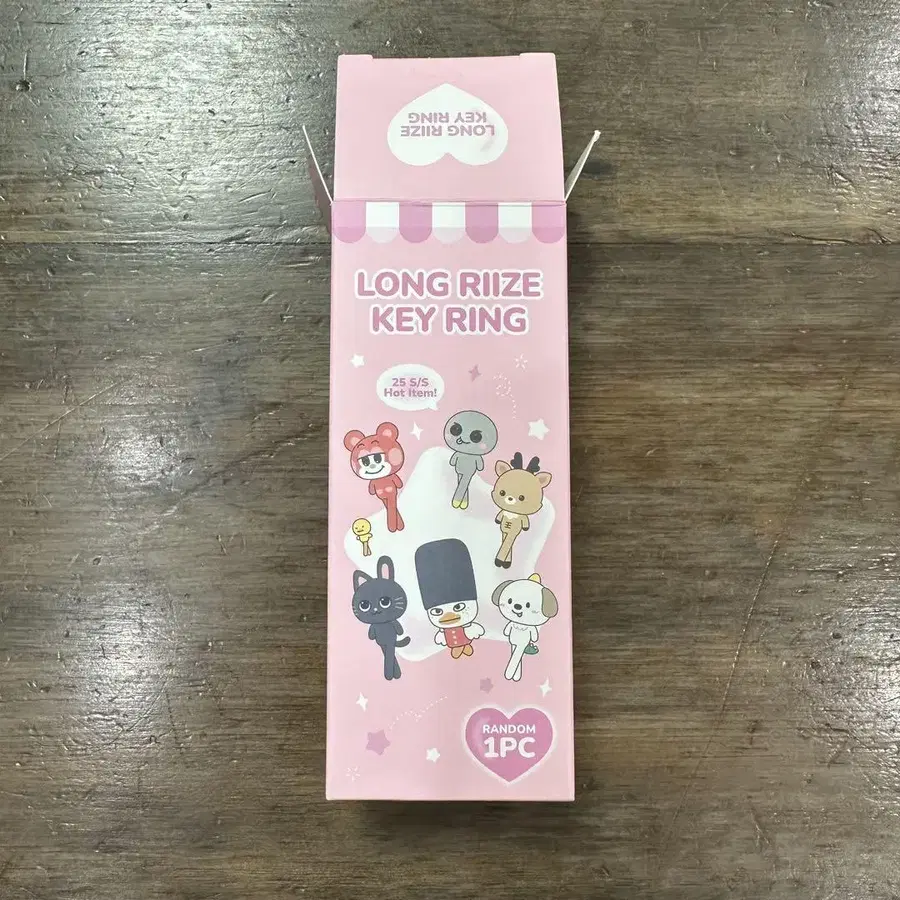 LONG RIIZE
KEY RING
LONG RIIZE
KEY RING
25 S/S
Hot item!
RANDOM
1PC